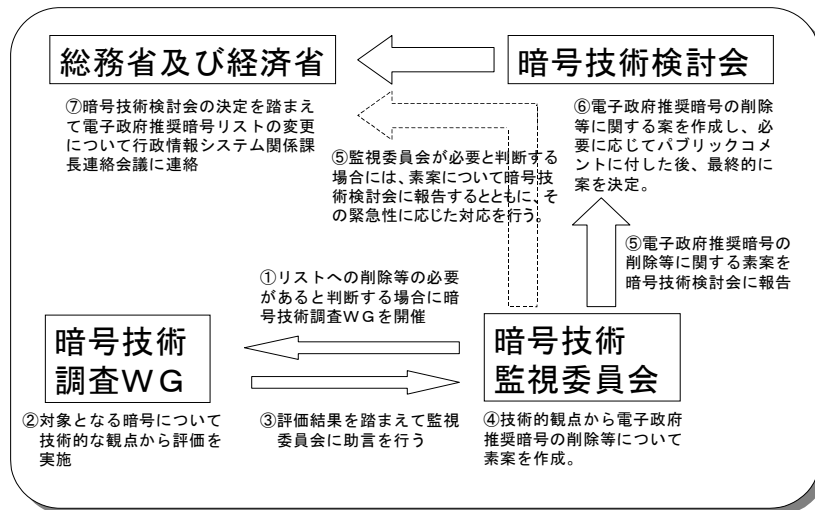 総務省及び経済省
暗号技術検討会
⑦暗号技術検討会の決定を踏まえ
て電子政府推奨暗号リストの変更
について行政情報システム関係課
長連絡会議に連絡
⑥電子政府推奨暗号の削除
等に関する案を作成し、必
要に応じてパブリックコメ
ントに付した後、最終的に
案を決定。
⑤監視委員会が必要と判断する
場合には、素案について暗号技
術検討会に報告するとともに、そ
の緊急性に応じた対応を行う。
⑤電子政府推奨暗号の
削除等に関する素案を
暗号技術検討会に報告
①リストへの削除等の必要
があると判断する場合に暗
号技術調査WGを開催
暗号技術
調査WG
暗号技術
監視委員会
②対象となる暗号について
技術的な観点から評価を
実施
③評価結果を踏まえて監視
委員会に助言を行う
④技術的観点から電子政府
推奨暗号の削除等について
素案を作成。